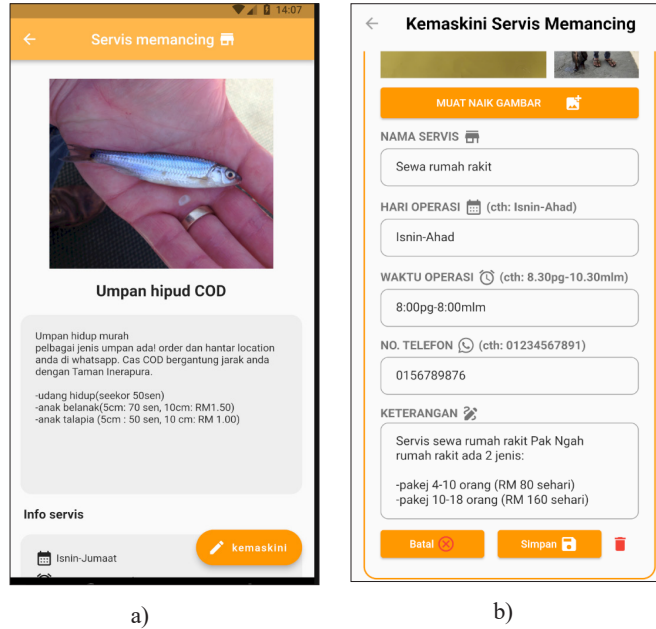 14:07
Servis memancing
Umpan hipud COD
Umpan hidup murah
pelbagai jenis umpan ada! order dan hantar location
anda di whatsapp. Cas COD bergantung jarak anda
dengan Taman Inerapura.
-udang hidup(seekor 50sen)
-anak belanak(5cm: 70 sen, 10cm: RM1.50)
-anak talapia (5cm : 50 sen, 10 cm: RM 1.00)
Info servis
kemaskini
Isnin-Jumaat
a)
Kemaskini Servis Memancing
MUAT NAIK GAMBAR
NAMA SERVIS
Sewa rumah rakit
HARI OPERASI (cth: Isnin-Ahad)
Isnin-Ahad
WAKTU OPERASI (cth: 8.30pg-10.30mlm)
8:00pg-8:00mlm
NO. TELEFON (cth: 01234567891)
0156789876
KETERANGAN
Servis sewa rumah rakit Pak Ngah
rumah rakit ada 2 jenis:
-pakej 4-10 orang (RM 80 sehari)
-pakej 10-18 orang (RM 160 sehari)
Batal
Simpan
b)